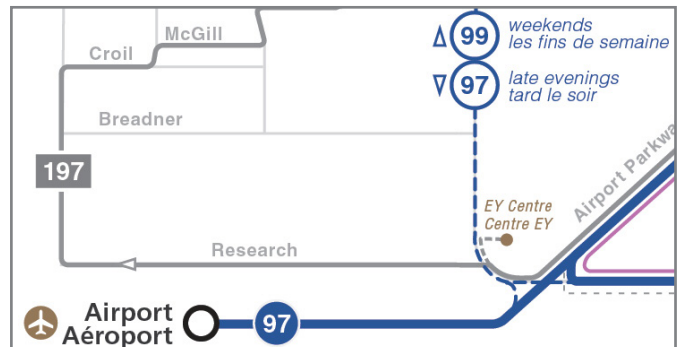 McGill
Croil
99
weekends
les fins de semaine
97
late evenings
tard le soir
Breadner
197
EY Centre
Centre EY
Airport Parkwa
Research
Airport
Aéroport
97